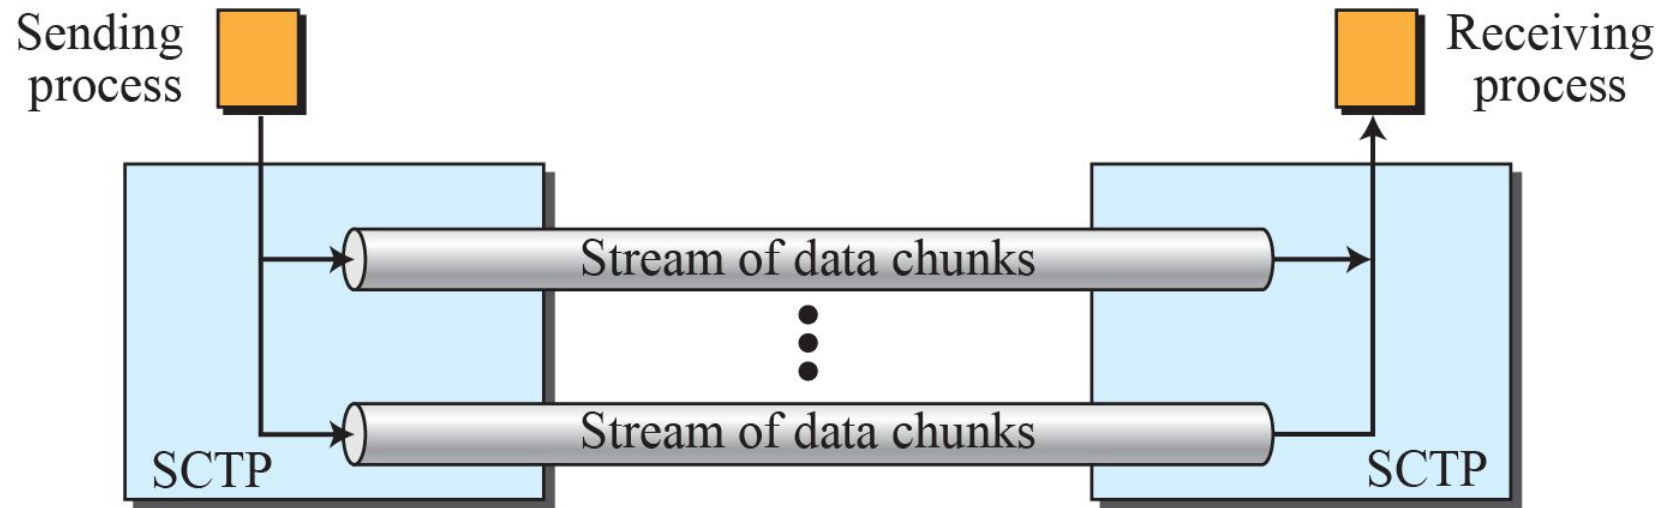 Sending
process
Receiving
process
Stream of data chunks
Stream of data chunks
SCTP
SCTP